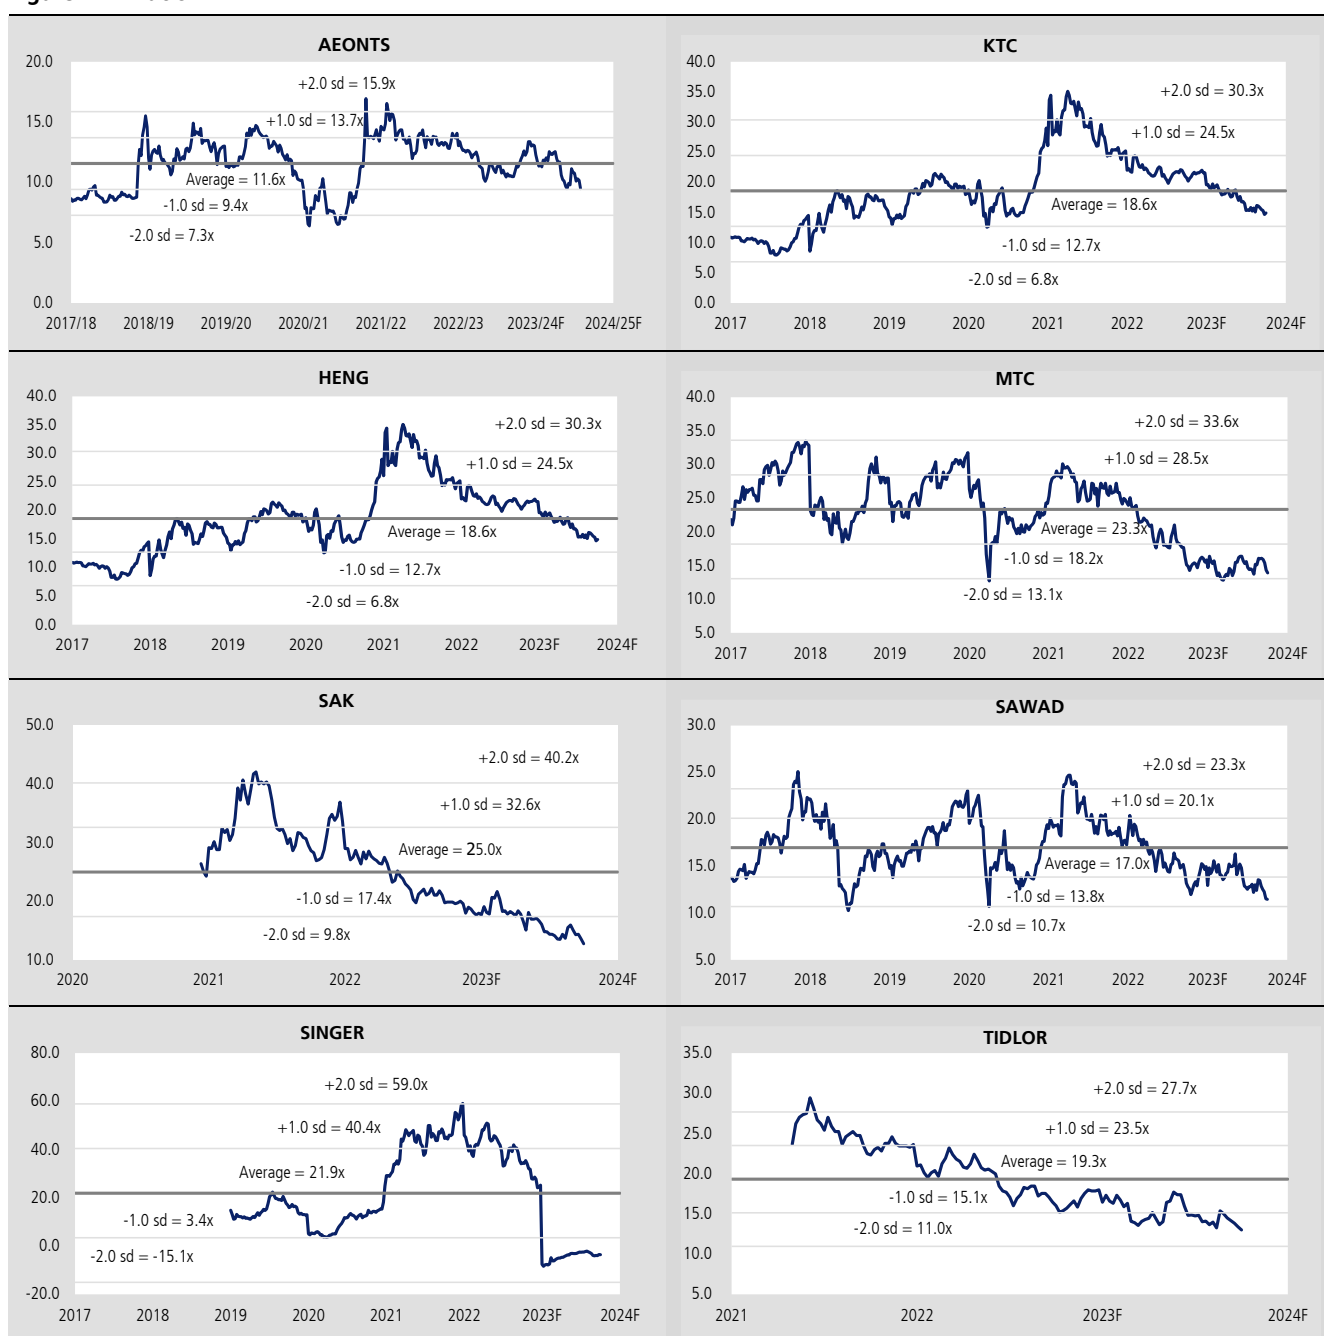 AEONTS
20.0
15.0
10.0
5.0
0.0
+2.0 sd = 15.9x
+1.0 sd = 13.7x
Average = 11.6x
-1.0 sd = 9.4x
-2.0 sd = 7.3x
2017/18 2018/19 2019/20 2020/21 2021/22 2022/23 2023/24F 2024/25F
KTC
40.0
35.0
30.0
25.0
20.0
15.0
10.0
5.0
0.0
+2.0 sd = 30.3x
+1.0 sd = 24.5x
Average = 18.6x
-1.0 sd = 12.7x
-2.0 sd = 6.8x
2017 2018 2019 2020 2021 2022 2023F 2024F
HENG
40.0
35.0
30.0
25.0
20.0
15.0
10.0
5.0
0.0
+2.0 sd = 30.3x
+1.0 sd = 24.5x
Average = 18.6x
-1.0 sd = 12.7x
-2.0 sd = 6.8x
2017 2018 2019 2020 2021 2022 2023F 2024F
MTC
40.0
35.0
30.0
25.0
20.0
15.0
10.0
5.0
+2.0 sd = 33.6x
+1.0 sd = 28.5x
Average = 23.3x
-1.0 sd = 18.2x
-2.0 sd = 13.1x
2017 2018 2019 2020 2021 2022 2023F 2024F
SAK
50.0
40.0
30.0
20.0
10.0
+2.0 sd = 40.2x
+1.0 sd = 32.6x
Average = 25.0x
-1.0 sd = 17.4x
-2.0 sd = 9.8x
2020 2021 2022 2023F 2024F
SAWAD
30.0
25.0
20.0
15.0
10.0
5.0
+2.0 sd = 23.3x
+1.0 sd = 20.1x
Average = 17.0x
-1.0 sd = 13.8x
-2.0 sd = 10.7x
2017 2018 2019 2020 2021 2022 2023F 2024F
SINGER
80.0
60.0
40.0
20.0
0.0
-20.0
+2.0 sd = 59.0x
+1.0 sd = 40.4x
Average = 21.9x
-1.0 sd = 3.4x
-2.0 sd = -15.1x
2017 2018 2019 2020 2021 2022 2023F 2024F
TIDLOR
35.0
30.0
25.0
20.0
15.0
10.0
5.0
+2.0 sd = 27.7x
+1.0 sd = 23.5x
Average = 19.3x
-1.0 sd = 15.1x
-2.0 sd = 11.0x
2021 2022 2023F 2024F